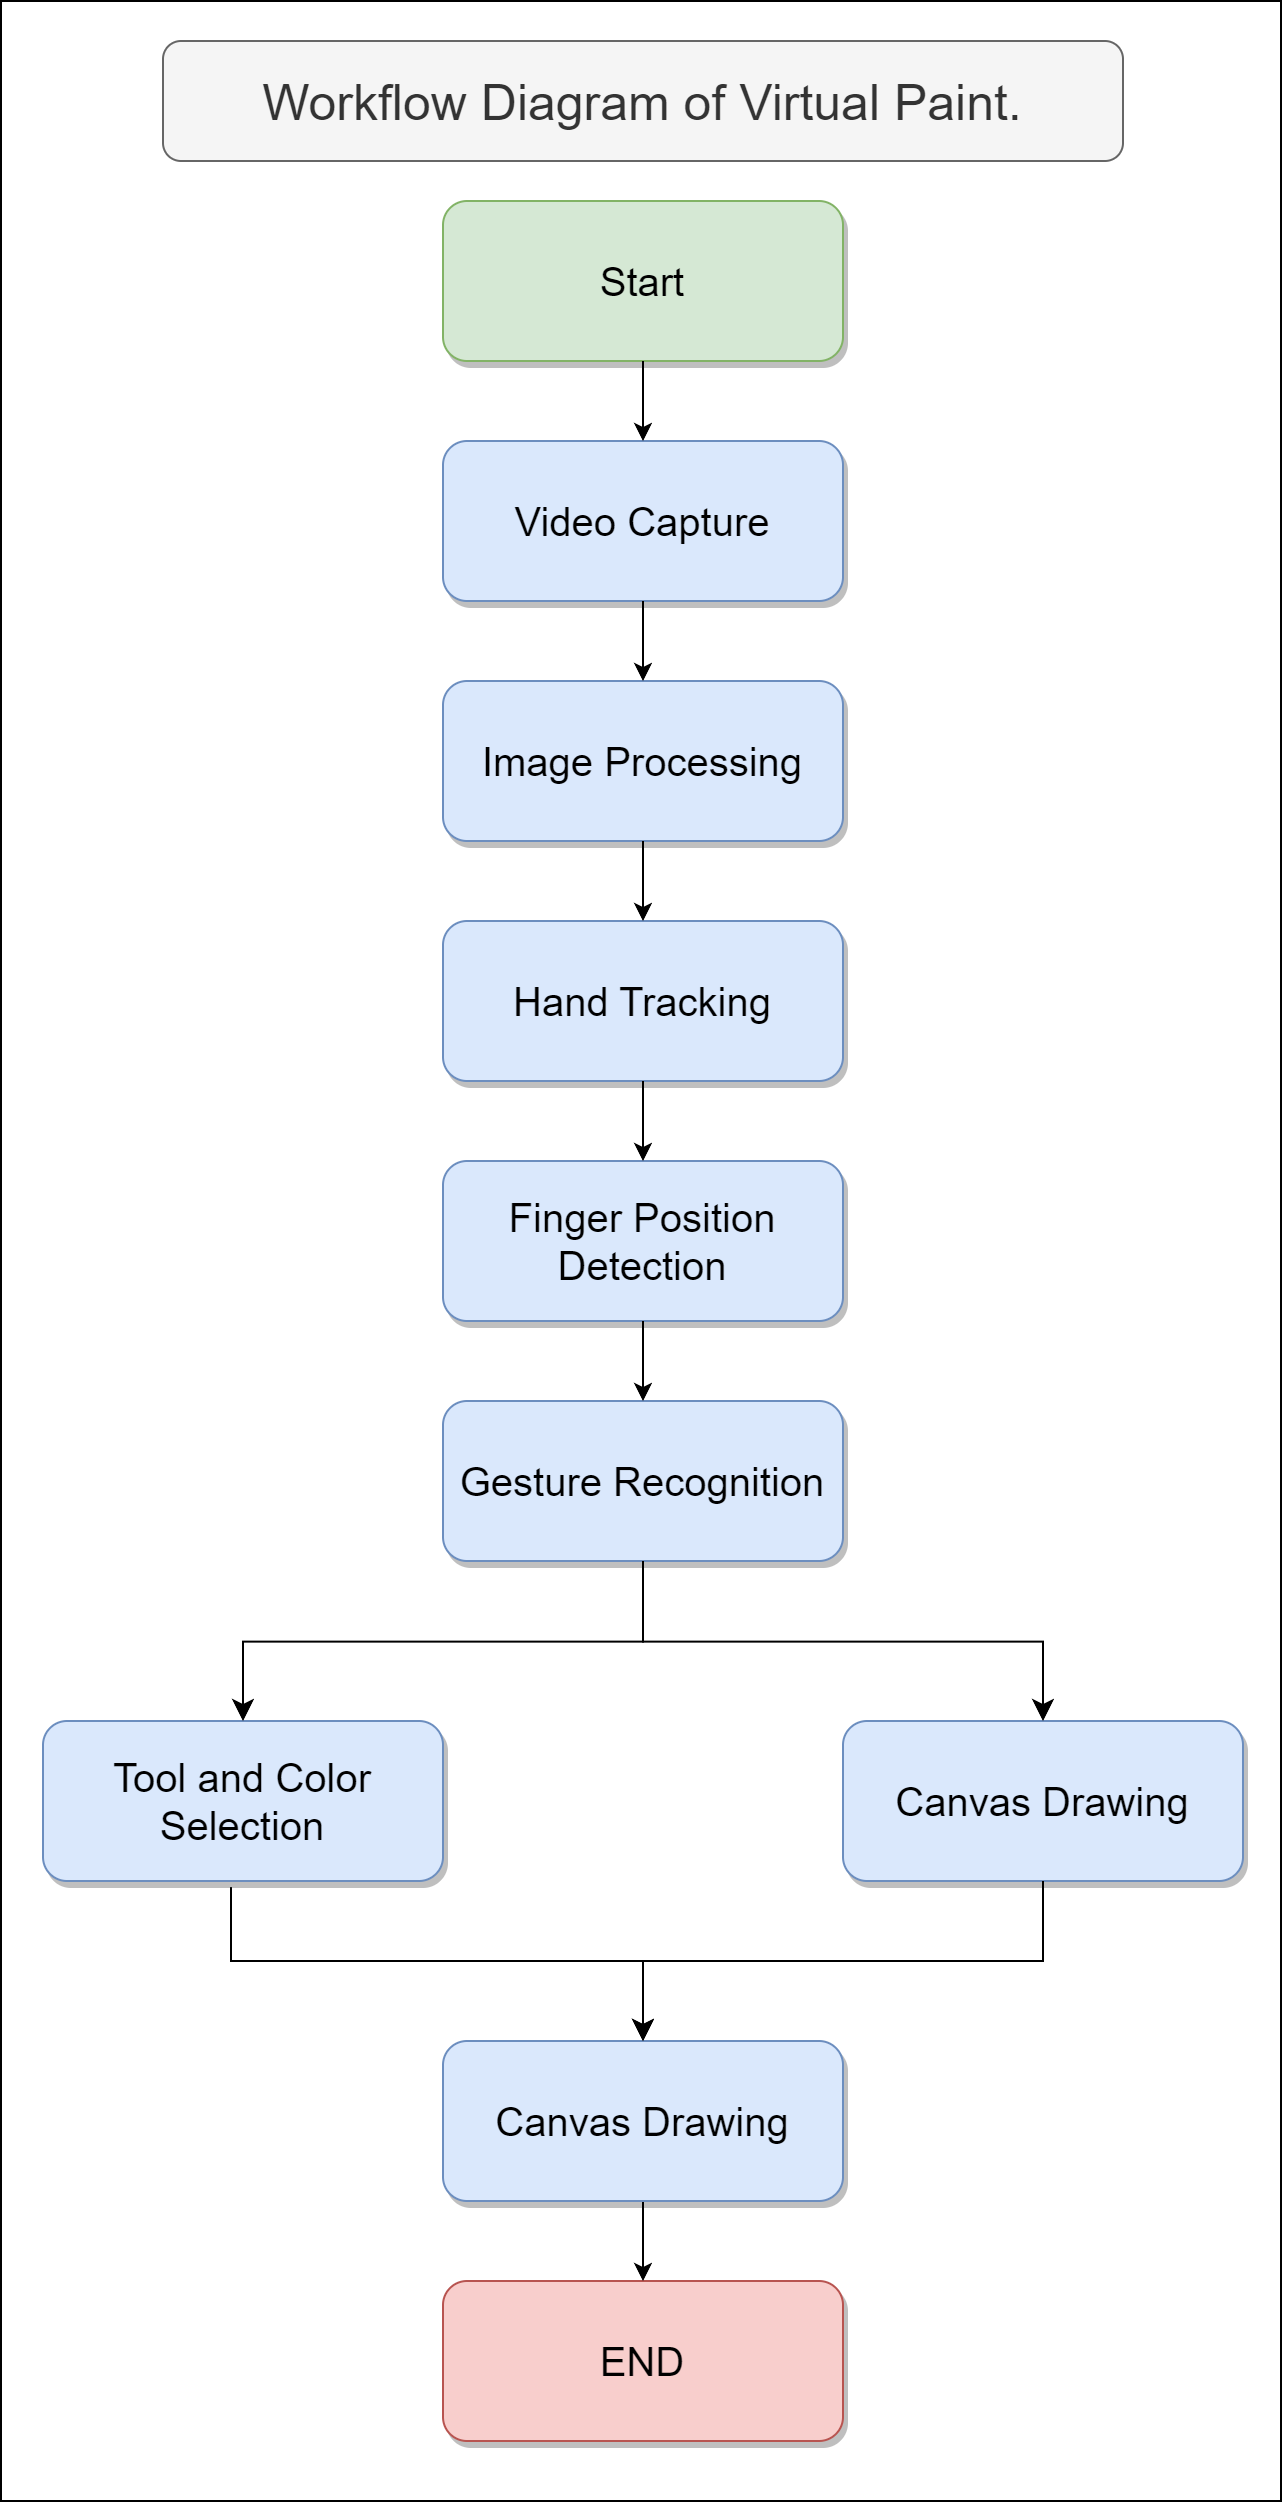 Workflow Diagram of Virtual Paint.
Start
Video Capture
Image Processing
Hand Tracking
Finger Position
Detection
Gesture Recognition
Tool and Color
Selection
Canvas Drawing
Canvas Drawing
END